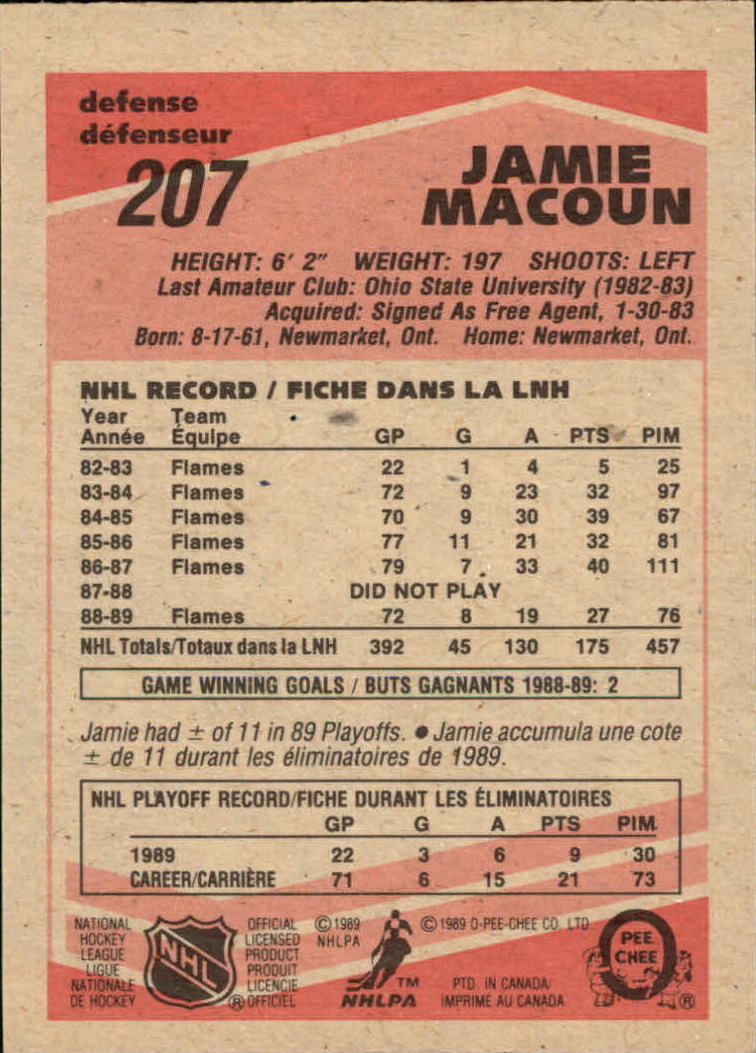 defense
défenseur
207
JAMIE
MACOUN
HEIGHT: 6' 2" WEIGHT: 197 SHOOTS: LEFT
Last Amateur Club: Ohio State University (1982-83)
Acquired: Signed As Free Agent, 1-30-83
Born: 8-17-61, Newmarket, Ont. Home: Newmarket, Ont.
NHL RECORD / FICHE DANS LA LNH
Year Team
Année Équipe GP G A PTS PIM
82-83 Flames 22 1 4 5 25
83-84 Flames 72 9 23 32 97
84-85 Flames 70 9 30 39 67
85-86 Flames 77 11 21 32 81
86-87 Flames 79 7 33 40 111
87-88 DID NOT PLAY
88-89 Flames 72 8 19 27 76
NHL Totals/Totaux dans la LNH 392 45 130 175 457
GAME WINNING GOALS / BUTS GAGNANTS 1988-89: 2
Jamie had ± of 11 in 89 Playoffs. ● Jamie accumula une cote
± de 11 durant les éliminatoires de 1989.
NHL PLAYOFF RECORD/FICHE DURANT LES ÉLIMINATOIRES
GP G A PTS PIM
1989 22 3 6 9 30
CAREER/CARRIÈRE 71 6 15 21 73
NATIONAL
HOCKEY
LEAGUE
LIGUE
NATIONALE
DE HOCKEY
NHL
OFFICIAL
LICENSED
PRODUCT
PRODUIT
LICENCIE
® OFFICIEL
© 1989
NHLPA
TM
NHLPA
© 1989 O-PEE-CHEE CO. LTD
PTD. IN CANADA
IMPRIMÉ AU CANADA
PEE
CHEE
®